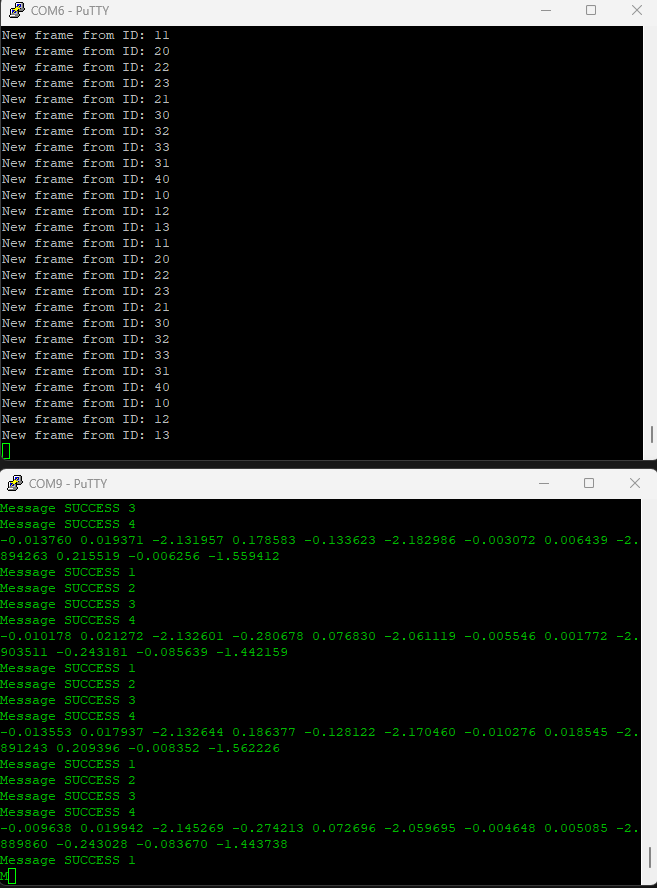 COM6 - PuTTY
New frame from ID: 11
New frame from ID: 20
New frame from ID: 22
New frame from ID: 23
New frame from ID: 21
New frame from ID: 30
New frame from ID: 32
New frame from ID: 33
New frame from ID: 31
New frame from ID: 40
New frame from ID: 10
New frame from ID: 12
New frame from ID: 13
New frame from ID: 11
New frame from ID: 20
New frame from ID: 22
New frame from ID: 23
New frame from ID: 21
New frame from ID: 30
New frame from ID: 32
New frame from ID: 33
New frame from ID: 31
New frame from ID: 40
New frame from ID: 10
New frame from ID: 12
New frame from ID: 13
COM9 - PuTTY
Message SUCCESS 3
Message SUCCESS 4
-0.013760 0.019371 -2.131957 0.178583 -0.133623 -2.182986 -0.003072 0.006439 -2.
894263 0.215519 -0.006256 -1.559412
Message SUCCESS 1
Message SUCCESS 2
Message SUCCESS 3
Message SUCCESS 4
-0.010178 0.021272 -2.132601 -0.280678 0.076830 -2.061119 -0.005546 0.001772 -2.
903511 -0.243181 -0.085639 -1.442159
Message SUCCESS 1
Message SUCCESS 2
Message SUCCESS 3
Message SUCCESS 4
-0.013553 0.017937 -2.132644 0.186377 -0.128122 -2.170460 -0.010276 0.018545 -2.
891243 0.209396 -0.008352 -1.562226
Message SUCCESS 1
Message SUCCESS 2
Message SUCCESS 3
Message SUCCESS 4
-0.009638 0.019942 -2.145269 -0.274213 0.072696 -2.059695 -0.004648 0.005085 -2.
889860 -0.243028 -0.083670 -1.443738
Message SUCCESS 1
M